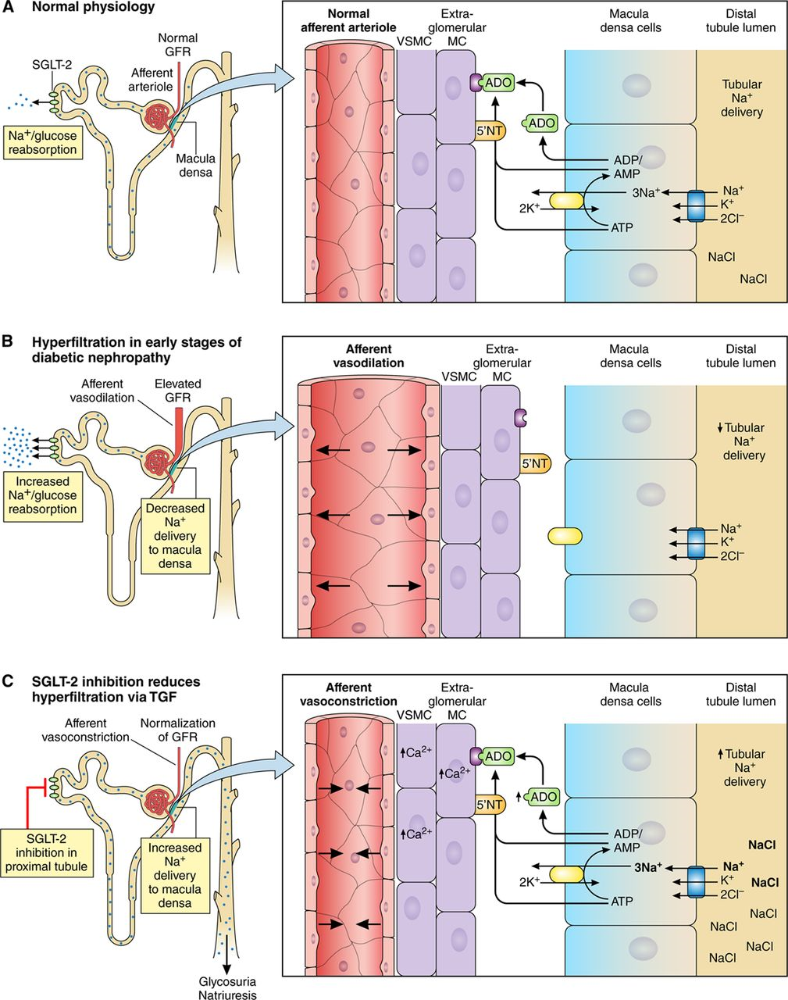 A Normal physiology
SGLT-2
Normal
GFR
Afferent
arteriole
Na+/glucose
reabsorption
Macula
densa
Normal
afferent arteriole
Extra-
glomerular
VSMC MC
Macula
densa cells
Distal
tubule lumen
ADO
5'NT
ADO
Tubular
Na+
delivery
ADP/
AMP
3Na+
2K+
ATP
Na+
K+
2Cl−
NaCl
NaCl
B Hyperfiltration in early stages of
diabetic nephropathy
Afferent
vasodilation
Elevated
GFR
Increased
Na+/glucose
reabsorption
Decreased
Na+
delivery
to macula
densa
Afferent
vasodilation
Extra-
glomerular
VSMC MC
Macula
densa cells
Distal
tubule lumen
5'NT
↓Tubular
Na+
delivery
Na+
K+
2Cl−
C SGLT-2 inhibition reduces
hyperfiltration via TGF
Afferent
vasoconstriction
Normalization
of GFR
SGLT-2
inhibition in
proximal tubule
Increased
Na+
delivery
to macula
densa
Glycosuria
Natriuresis
Afferent
vasoconstriction
Extra-
glomerular
VSMC MC
Macula
densa cells
Distal
tubule lumen
↑Ca2+
↑Ca2+
↑Ca2+
ADO
5'NT
↑ADO
↑Tubular
Na+
delivery
ADP/
AMP
3Na+
2K+
ATP
NaCl
Na+
K+
NaCl
2Cl−
NaCl
NaCl
NaCl
NaCl